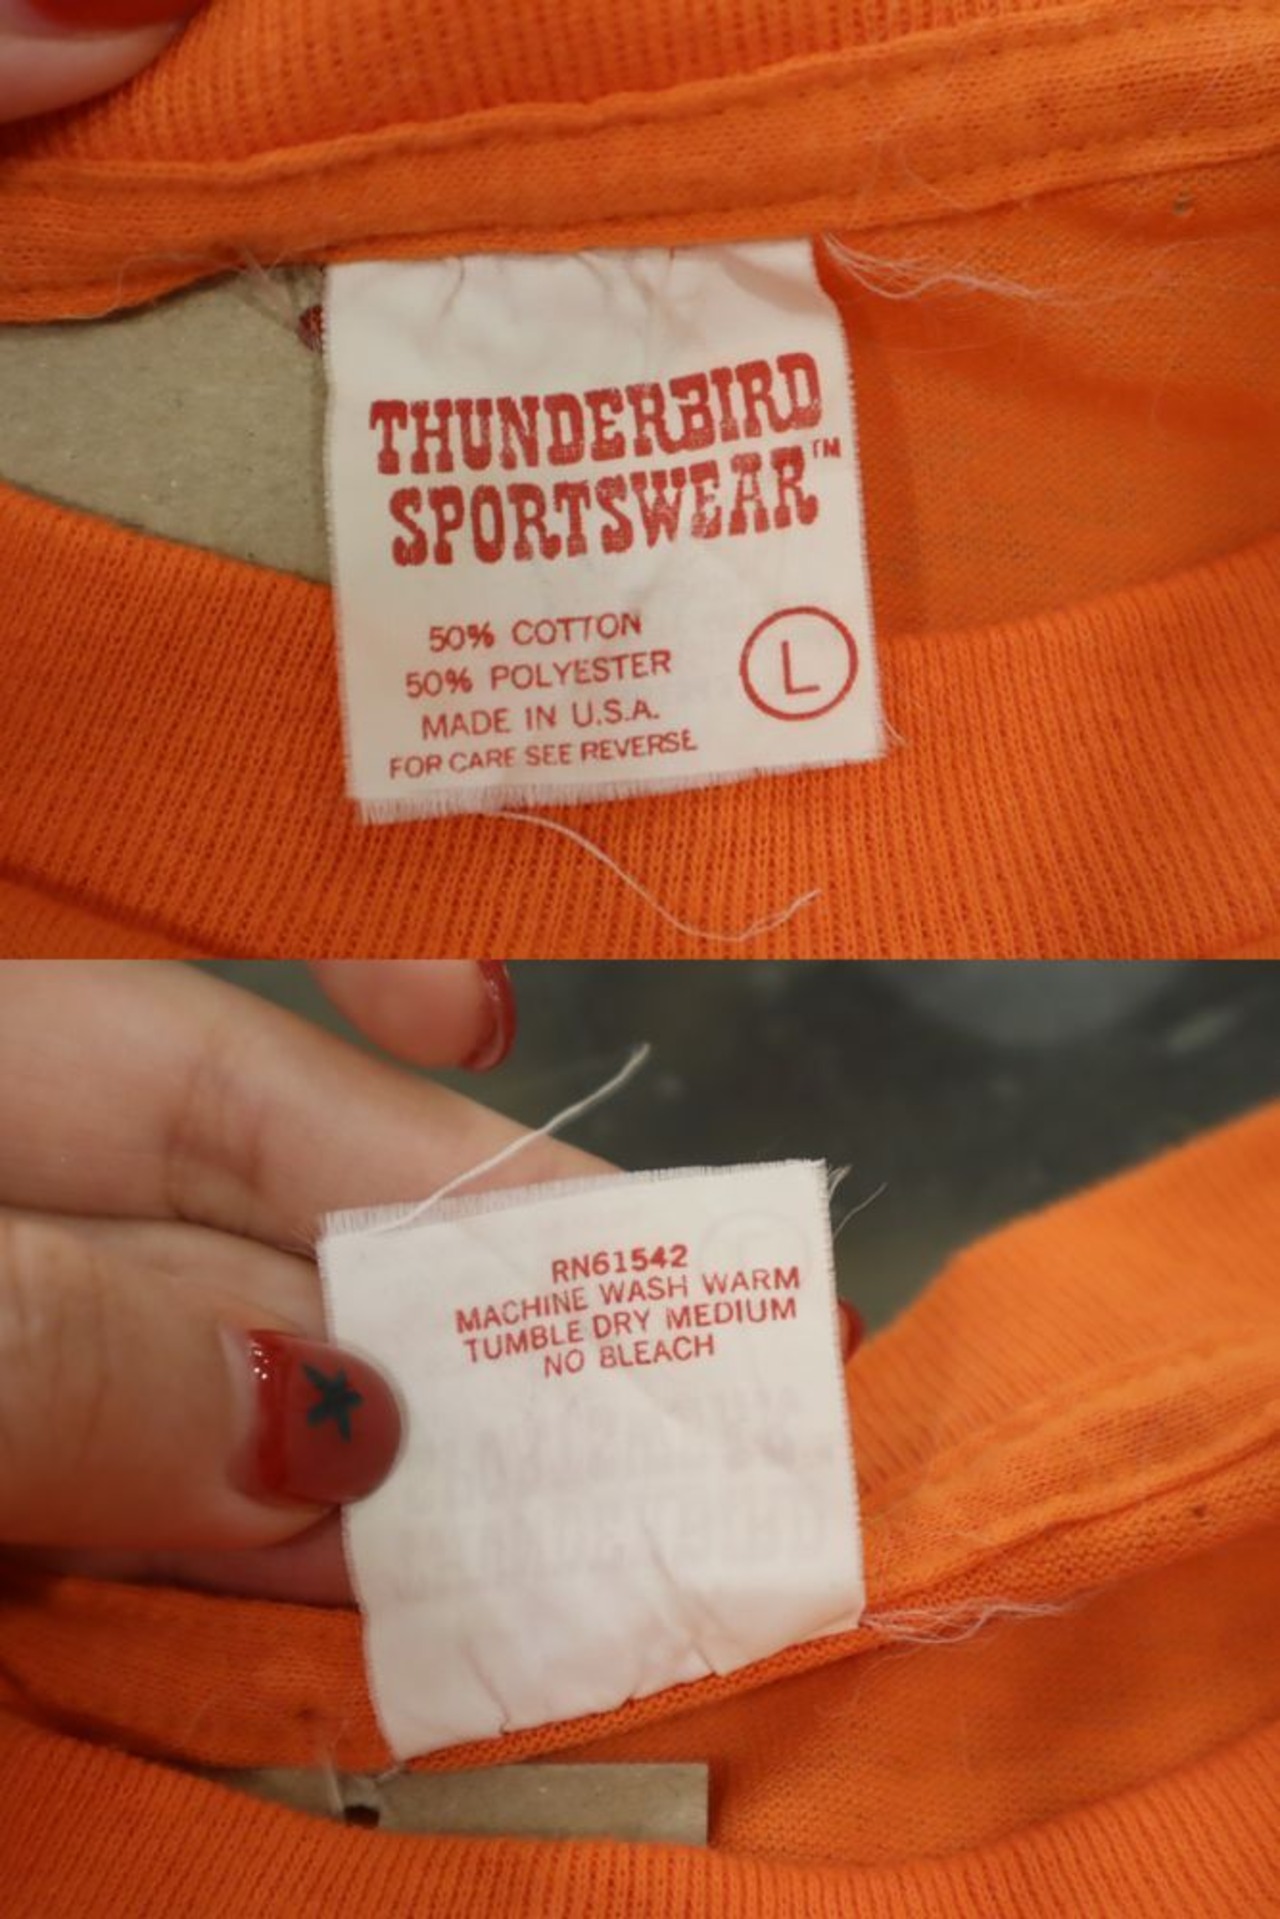 THUNDERBIRD
SPORTSWEAR™
50% COTTON
50% POLYESTER
MADE IN U.S.A.
FOR CARE SEE REVERSE
L
RN61542
MACHINE WASH WARM
TUMBLE DRY MEDIUM
NO BLEACH